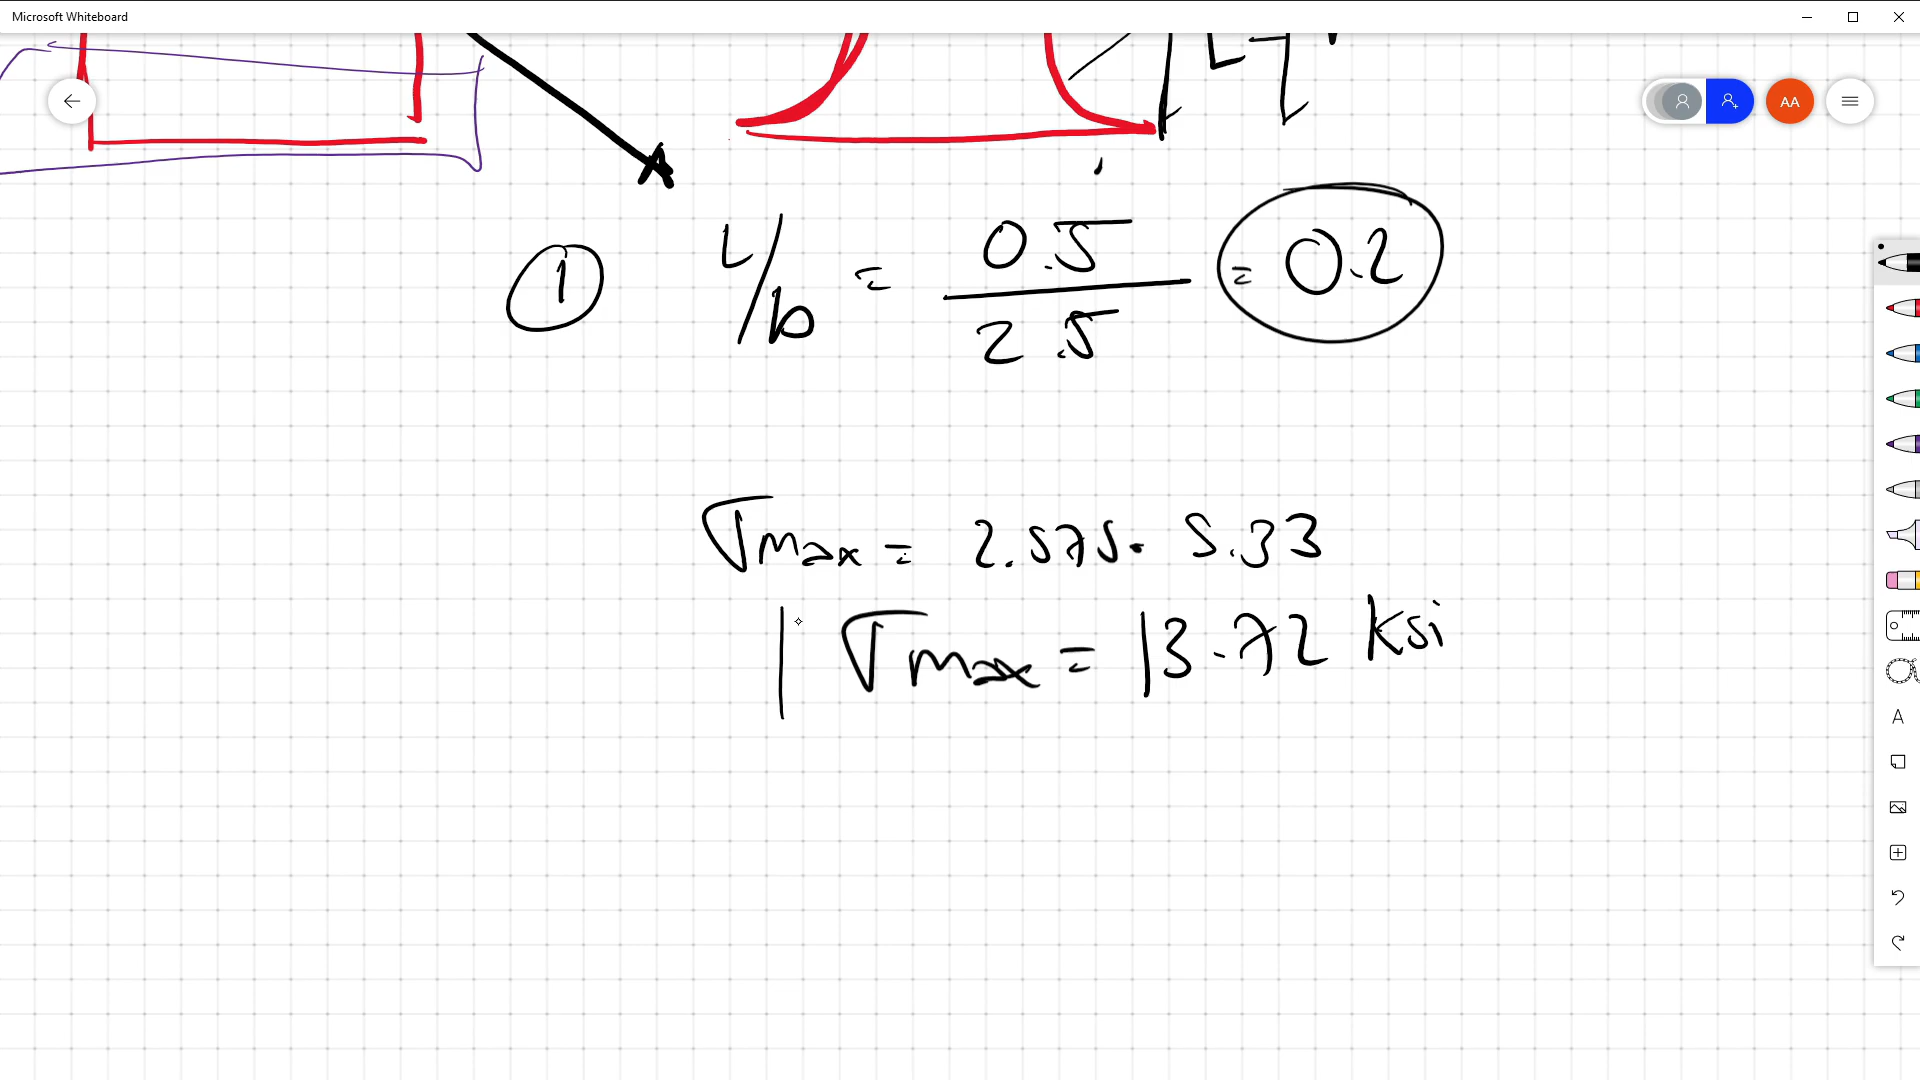 Microsoft Whiteboard
AA
① L/b = 0.5 / 2.5 = 0.2
σmax = 2.575 · 5.33
σmax = 13.72 ksi
A